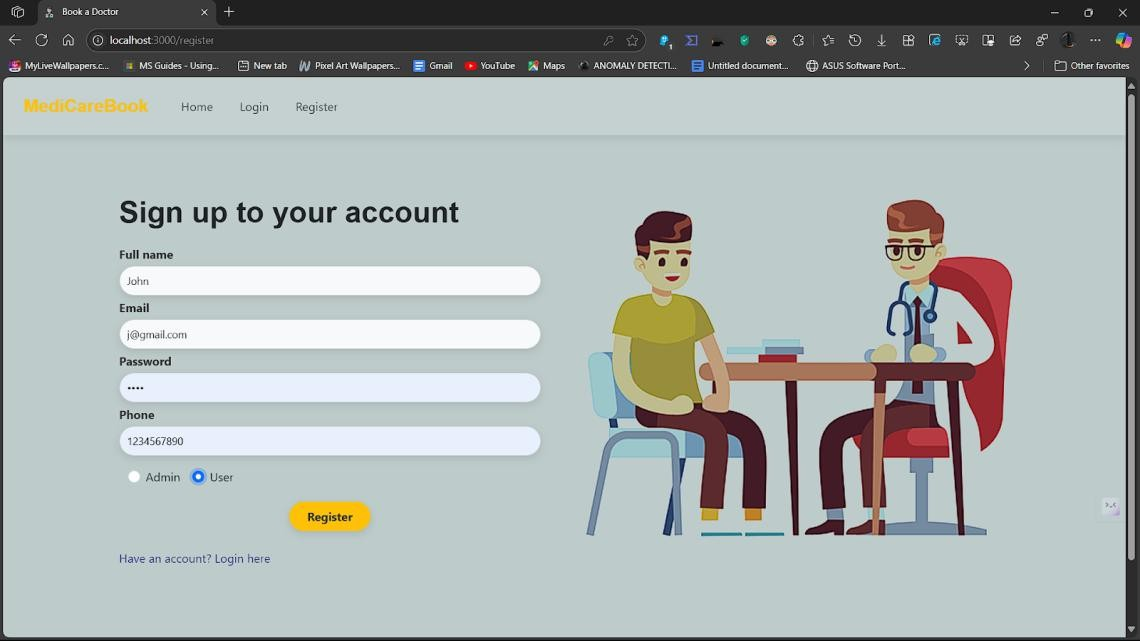 Book a Doctor
localhost:3000/register
1
MyLiveWallpapers.c... MS Guides - Using... New tab Pixel Art Wallpapers... Gmail YouTube Maps ANOMALY DETECTI... Untitled document... ASUS Software Port... Other favorites
MediCareBook Home Login Register
Sign up to your account
Full name
John
Email
j@gmail.com
Password
••••
Phone
1234567890
Admin User
Register
Have an account? Login here